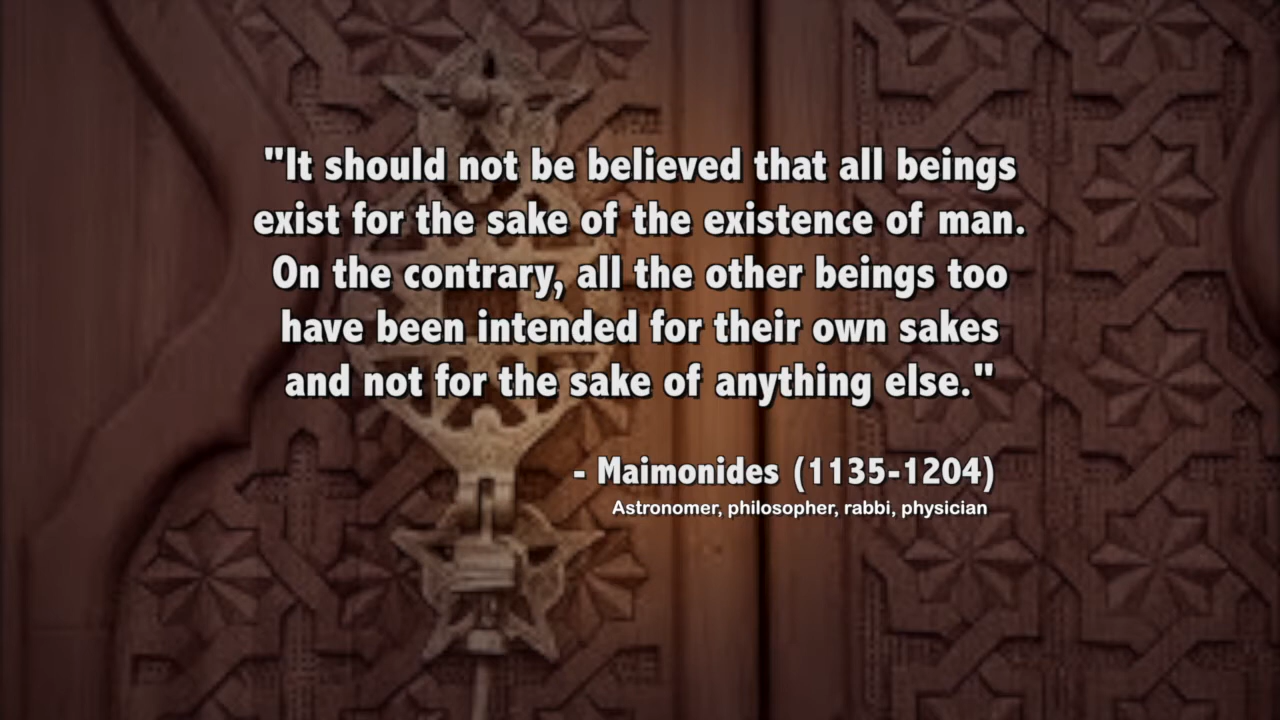 "It should not be believed that all beings
exist for the sake of the existence of man.
On the contrary, all the other beings too
have been intended for their own sakes
and not for the sake of anything else."
- Maimonides (1135-1204)
Astronomer, philosopher, rabbi, physician